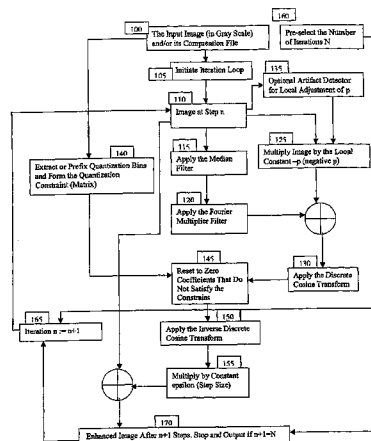 100
The Input Image (in Gray Scale)
and/or its Compression File
160
Pre-select the Number
of Iterations N
105
Initiate Iteration Loop
135
Optional Artifact Detector
for Local Adjustment of p
110
Image at Step n
140
Extract or Prefix Quantization Bins
and Form the Quantization
Constraint (Matrix)
115
Apply the Median
Filter
125
Multiply Image by the Local
Constant –p (negative p)
120
Apply the Fourier
Multiplier Filter
145
Reset to Zero
Coefficients That Do
Not Satisfy the
Constraint
130
Apply the Discrete
Cosine Transform
165
Iteration n := n+1
150
Apply the Inverse Discrete
Cosine Transform
155
Multiply by Constant
epsilon (Step Size)
170
Enhanced Image After n+1 Steps. Stop and Output if n+1=N